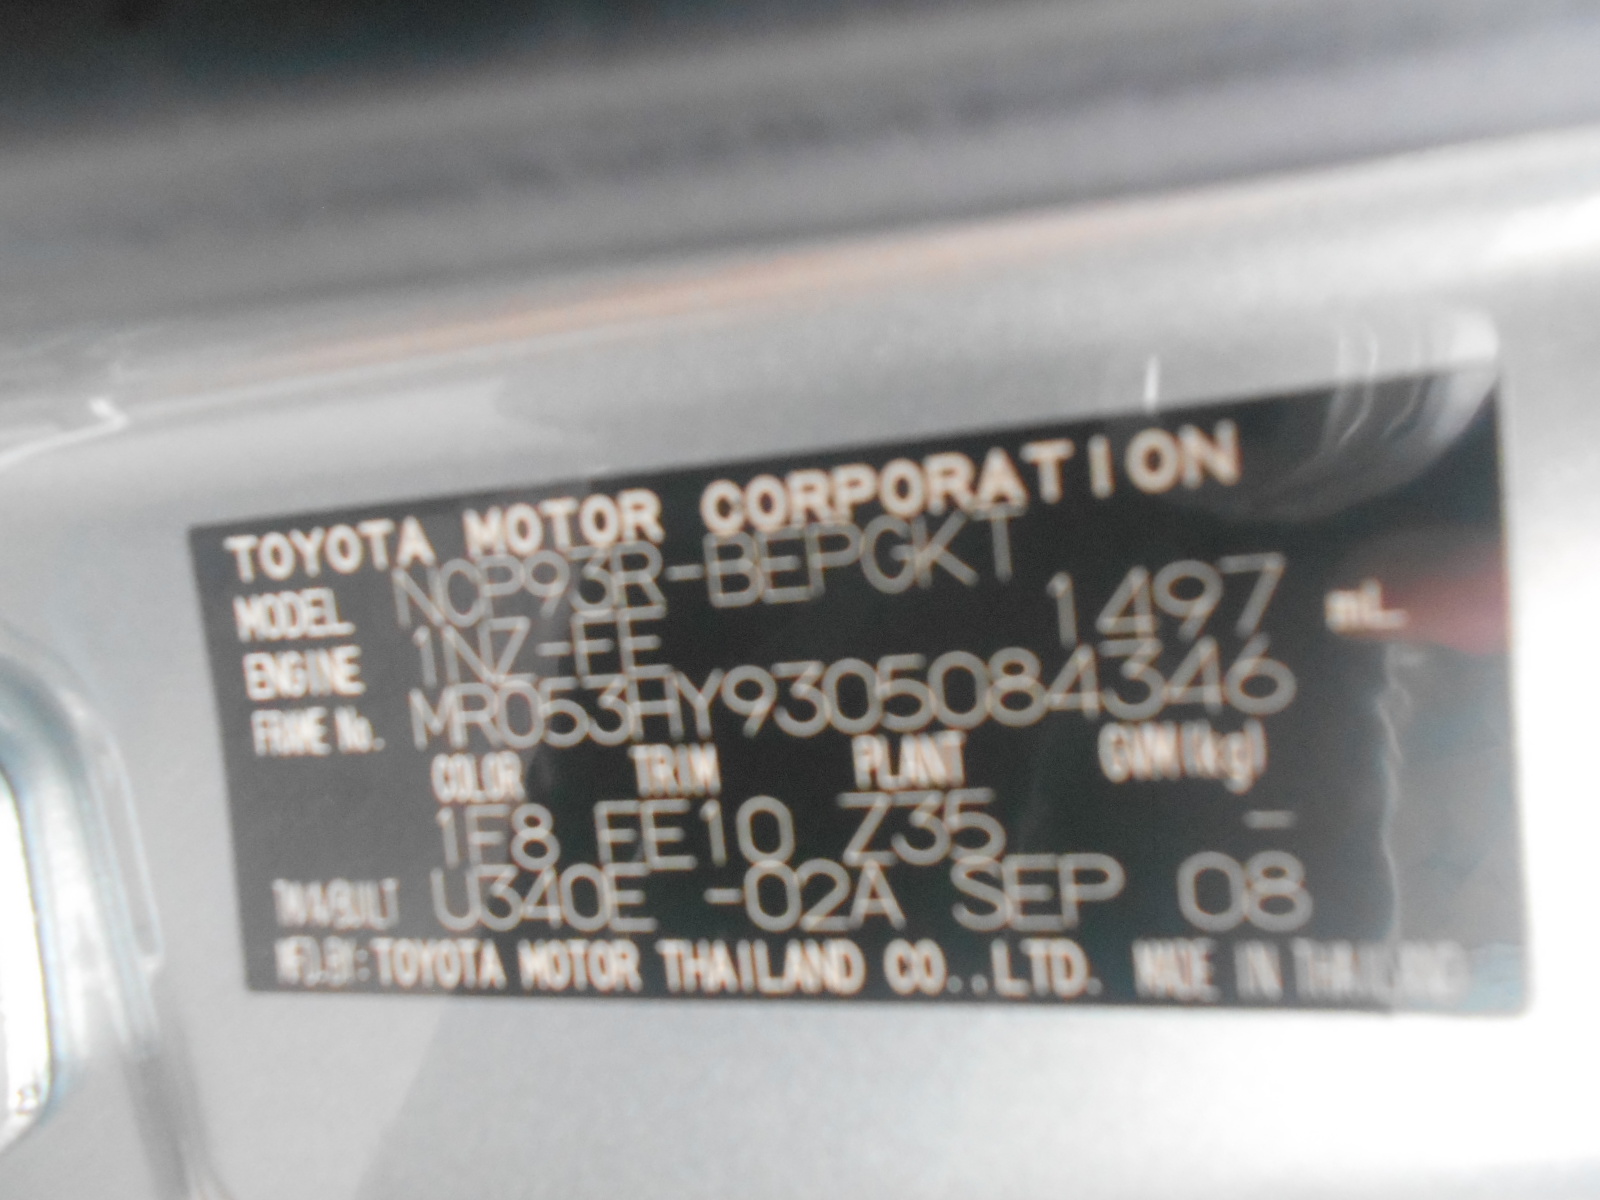 TOYOTA MOTOR CORPORATION
MODEL NCP93R-BEPGKT
ENGINE 1NZ-FE 1497 mL
FRAME No. MR053HY9305084346
COLOR TRIM PLANT GVM(kg)
1F8 FE10 Z35 -
TM/A/BUILT U340E -02A SEP 08
MFD.BY: TOYOTA MOTOR THAILAND CO.,LTD. MADE IN THAILAND